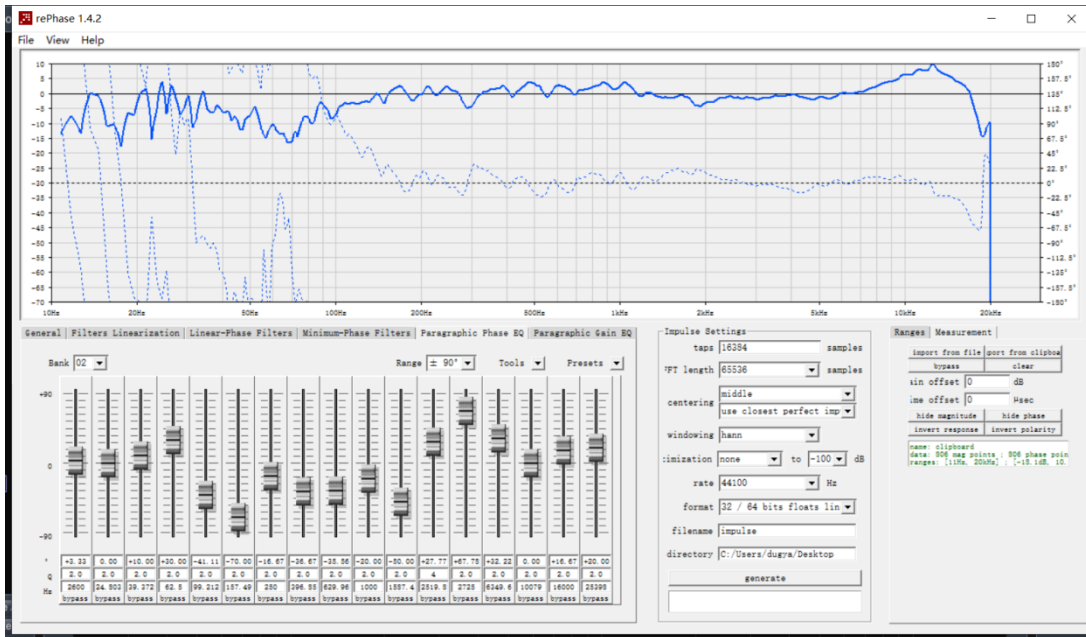 rePhase 1.4.2
File View Help
10 180°
5 157.5°
0 135°
-5 112.5°
-10 90°
-15 67.5°
-20 45°
-25 22.5°
-30 0°
-35 -22.5°
-40 -45°
-45 -67.5°
-50 -90°
-55 -112.5°
-60 -135°
-65 -157.5°
-70 -180°
10Hz 20Hz 50Hz 100Hz 200Hz 500Hz 1kHz 2kHz 5kHz 10kHz 20kHz
General Filters Linearization Linear-Phase Filters Minimum-Phase Filters Paragraphic Phase EQ Paragraphic Gain EQ
Bank 02 Range ± 90° Tools Presets
+90
0
-90
° +3.33 0.00 +10.00 +30.00 -41.11 -70.00 -16.67 -36.67 -35.56 -20.00 -50.00 +27.77 +67.75 +32.22 0.00 +16.67 +20.00
Q 2.0 2.0 2.0 2.0 2.0 2.0 2.0 2.0 2.0 2.0 2.0 4 2.0 2.0 2.0 2.0 2.0
Hz 2600 24.803 39.372 62.5 99.212 157.49 250 396.85 629.96 1000 1587.4 2519.8 2725 6349.6 10079 16000 25398
bypass bypass bypass bypass bypass bypass bypass bypass bypass bypass bypass bypass bypass bypass bypass bypass bypass
Impulse Settings
taps 16384 samples
FFT length 65536 samples
centering middle
use closest perfect imp
windowing hann
imization none to -100 dB
rate 44100 Hz
format 32 / 64 bits floats lin
filename impulse
directory C:/Users/dugya/Desktop
generate
Ranges Measurement
import from file port from clipboa
bypass clear
ain offset 0 dB
ime offset 0 µsec
hide magnitude hide phase
invert response invert polarity
name: clipboard
data: 806 mag points : 806 phase poin
ranges: [11Hz, 20kHz] : [-15.1dB, 10.